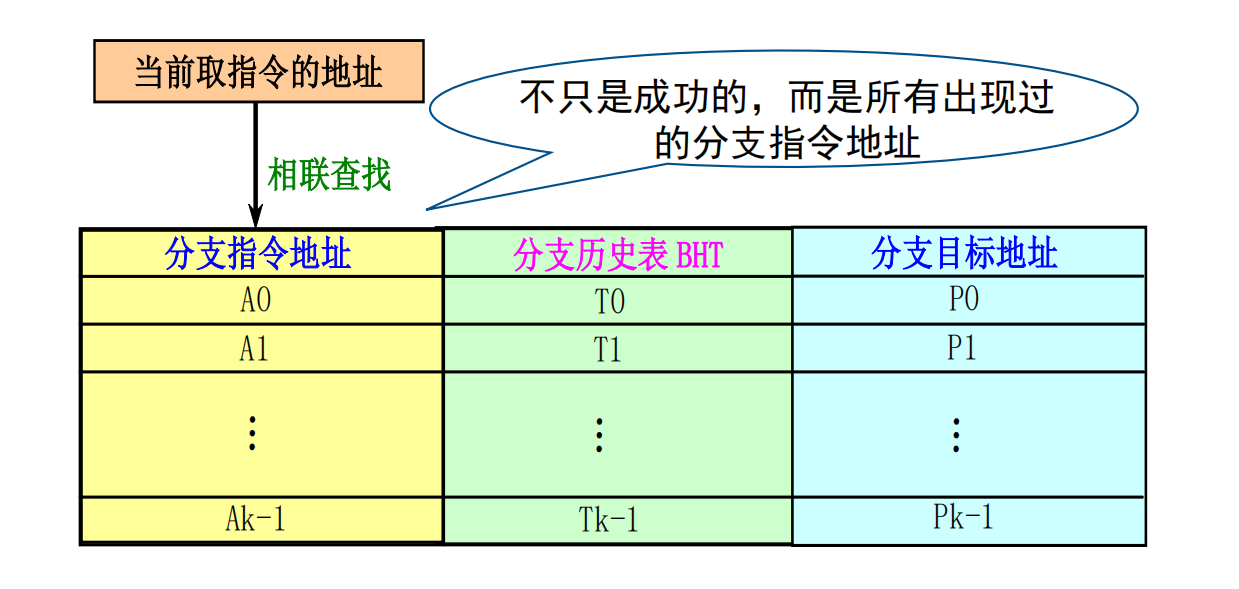 当前取指令的地址
不只是成功的，而是所有出现过
的分支指令地址
相联查找
分支指令地址 分支历史表 BHT 分支目标地址
A0 T0 P0
A1 T1 P1
⋮ ⋮ ⋮
Ak-1 Tk-1 Pk-1